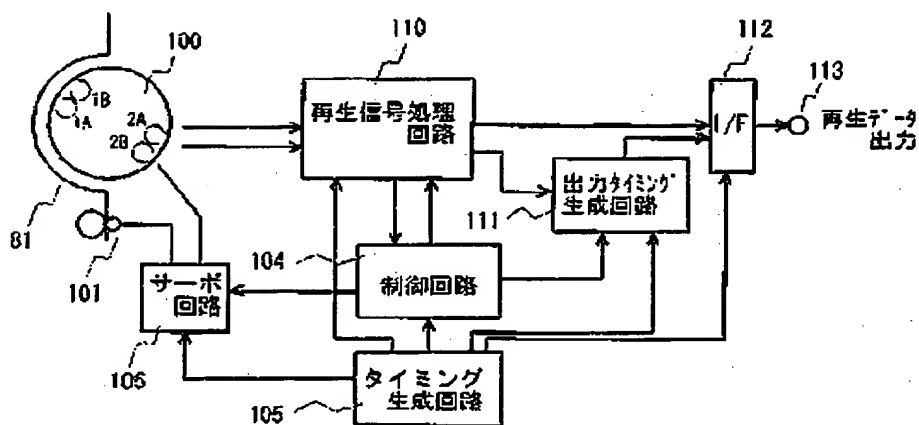 110
112
100
113
1B
1A
2A
2B
再生信号処理
回路
I/F
再生データ
出力
出力タイミング
生成回路
111
81
101
104
制御回路
サーボ
回路
106
タイミング
生成回路
105